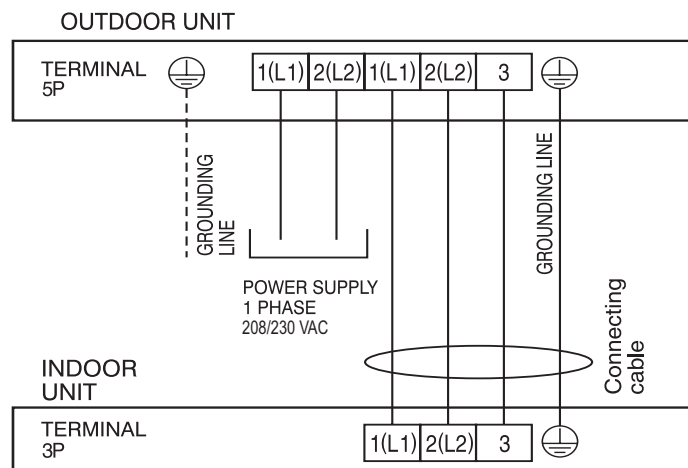 OUTDOOR UNIT
TERMINAL
5P
1(L1) 2(L2) 1(L1) 2(L2) 3
GROUNDING
LINE
GROUNDING LINE
POWER SUPPLY
1 PHASE
208/230 VAC
Connecting
cable
INDOOR
UNIT
TERMINAL
3P
1(L1) 2(L2) 3